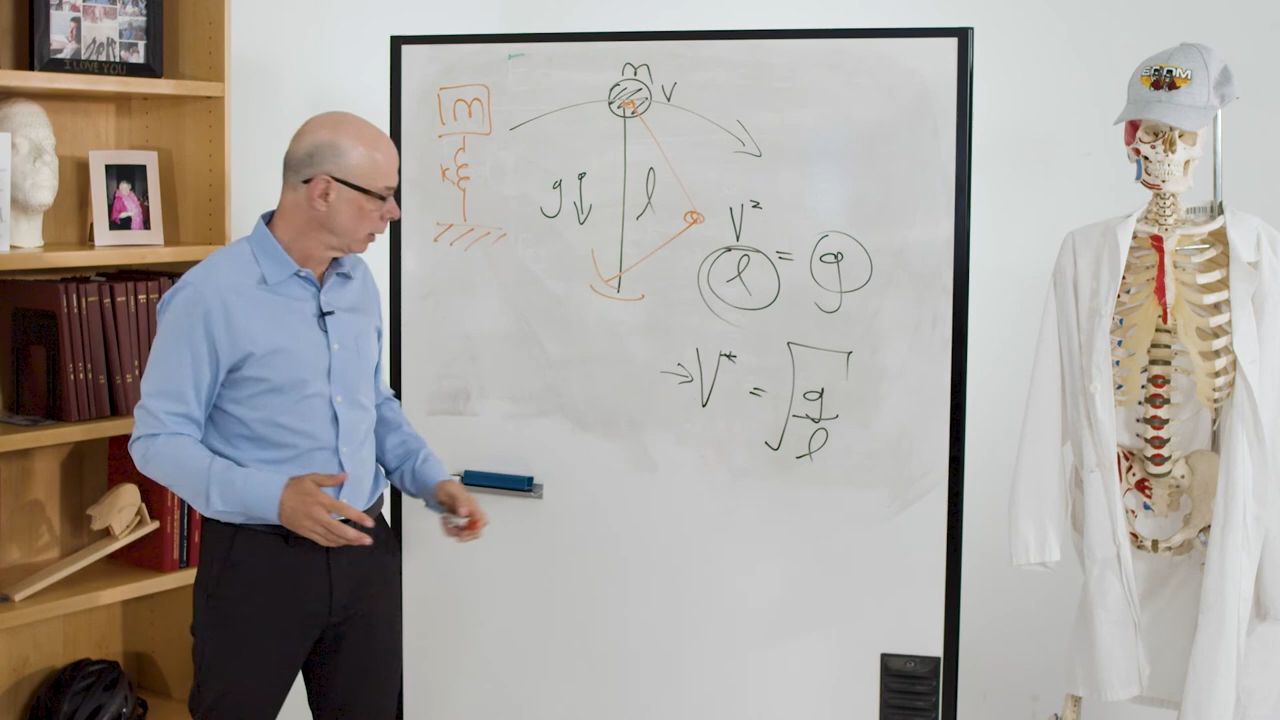 I LOVE YOU
m
m
v
K
g
l
V²
l = g
V* = √g/l